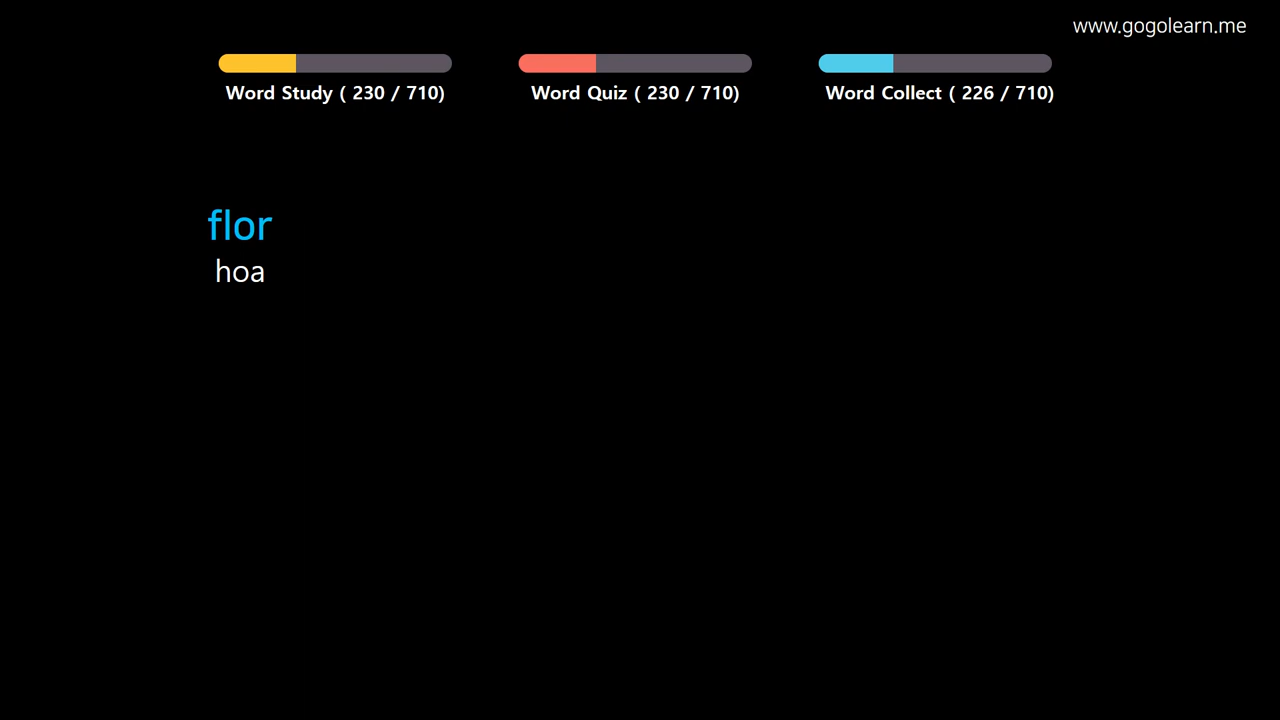 www.gogolearn.me
Word Study ( 230 / 710)
Word Quiz ( 230 / 710)
Word Collect ( 226 / 710)
flor
hoa